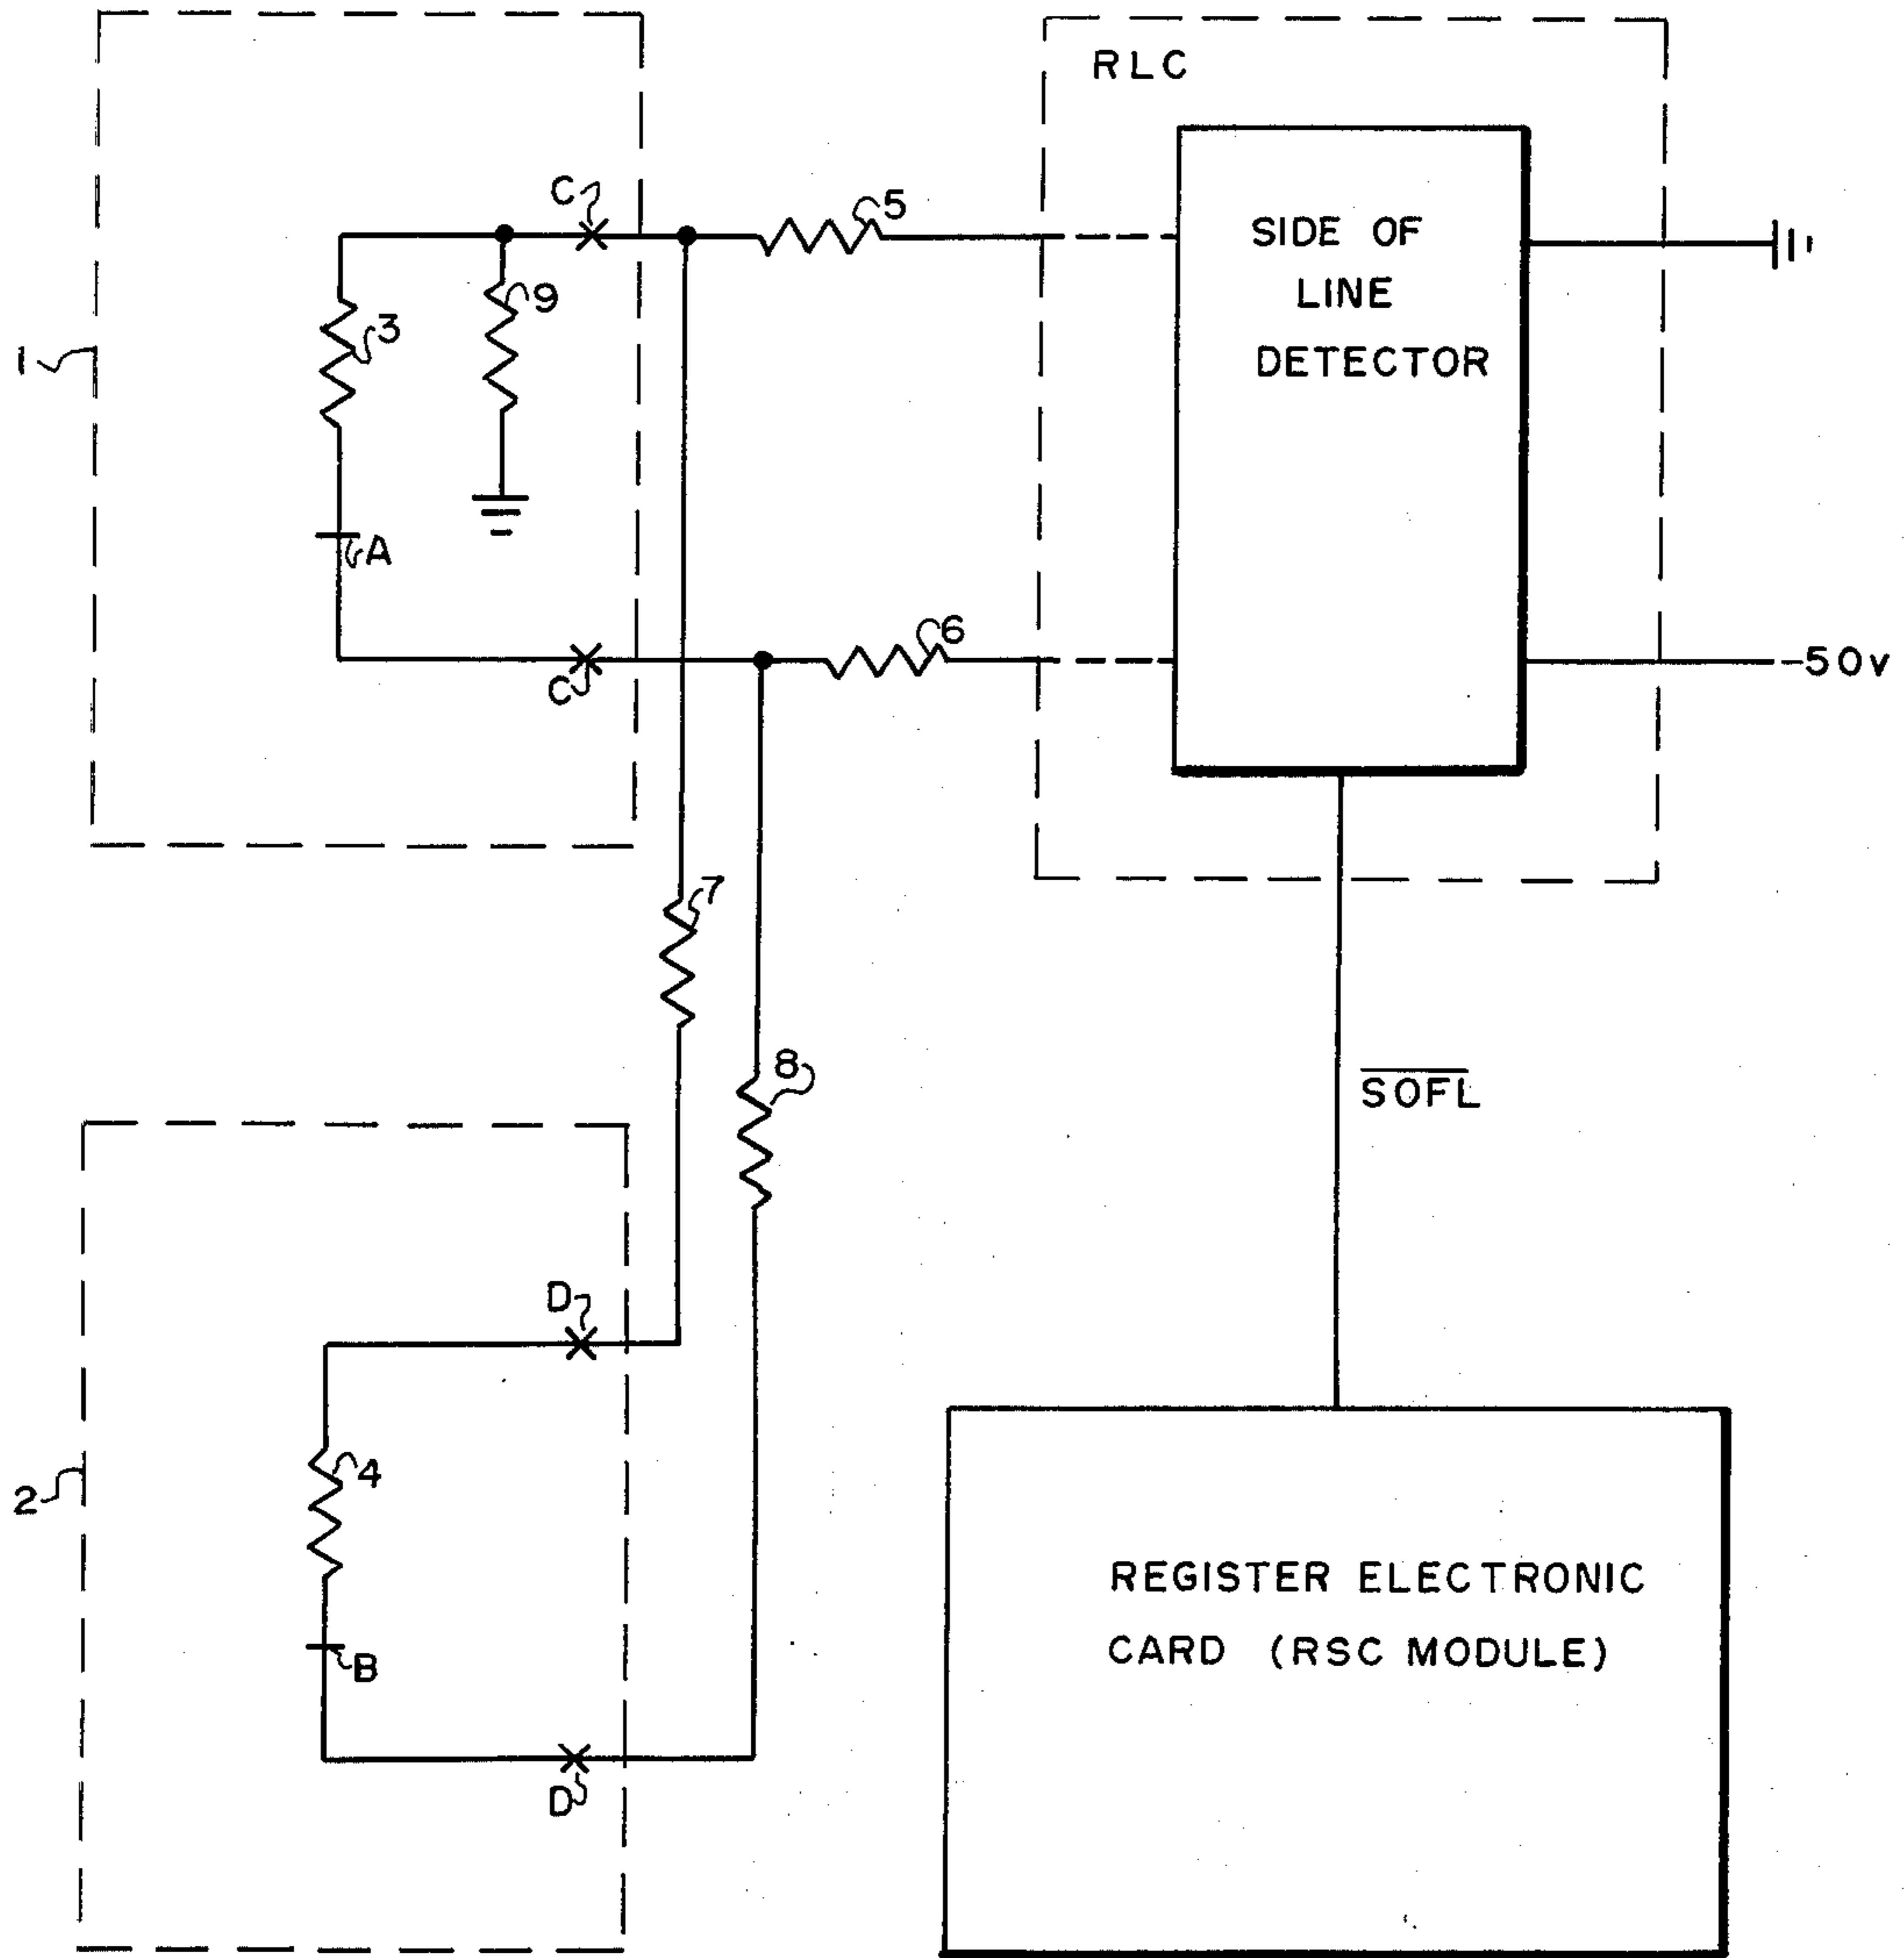 RLC
C
5
SIDE OF
LINE
DETECTOR
9
3
1
A
6
C
-50v
7
8
SOFL
D
4
2
REGISTER ELECTRONIC
CARD (RSC MODULE)
B
D